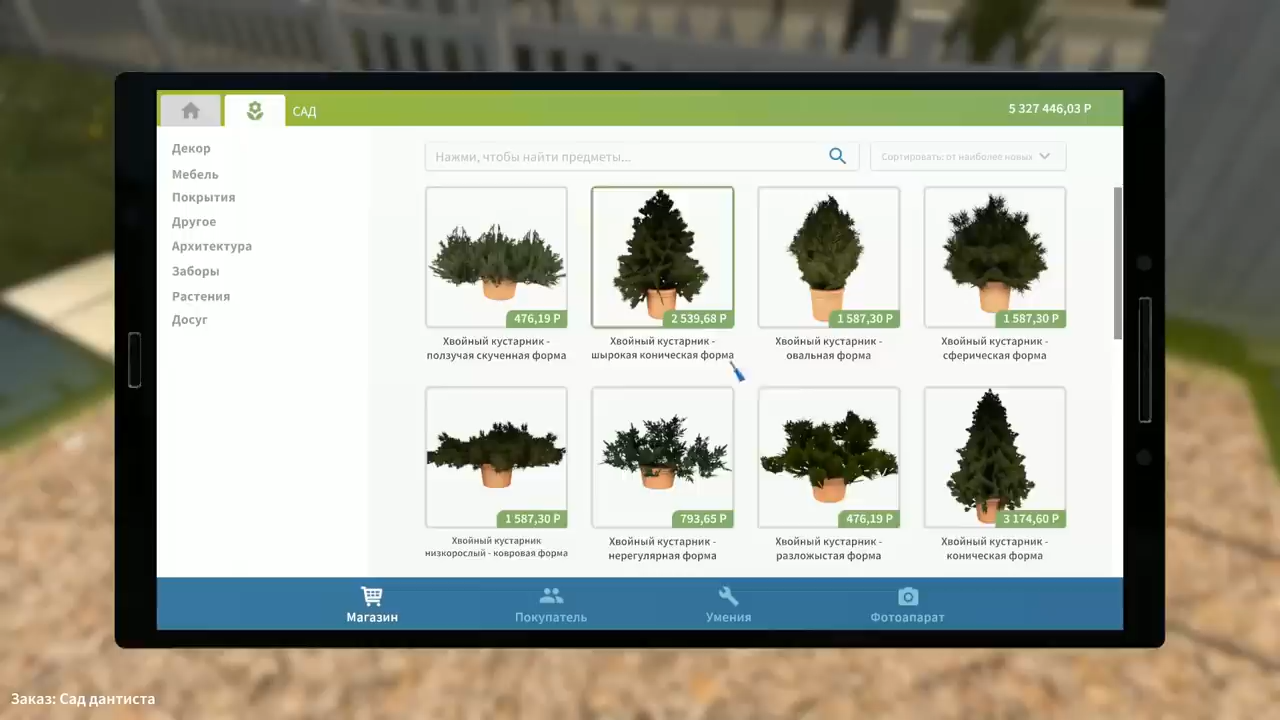 САД
5 327 446,03 Р
Декор
Мебель
Покрытия
Другое
Архитектура
Заборы
Растения
Досуг
Нажми, чтобы найти предметы...
Сортировать: от наиболее новых
476,19 Р
2 539,68 Р
1 587,30 Р
1 587,30 Р
Хвойный кустарник -
ползучая скученная форма
Хвойный кустарник -
шырокая коническая форма
Хвойный кустарник -
овальная форма
Хвойный кустарник -
сферическая форма
1 587,30 Р
793,65 Р
476,19 Р
3 174,60 Р
Хвойный кустарник
низкорослый - ковровая форма
Хвойный кустарник -
нерегулярная форма
Хвойный кустарник -
разложыстая форма
Хвойный кустарник -
коническая форма
Магазин
Покупатель
Умения
Фотоапарат
Заказ: Сад дантиста